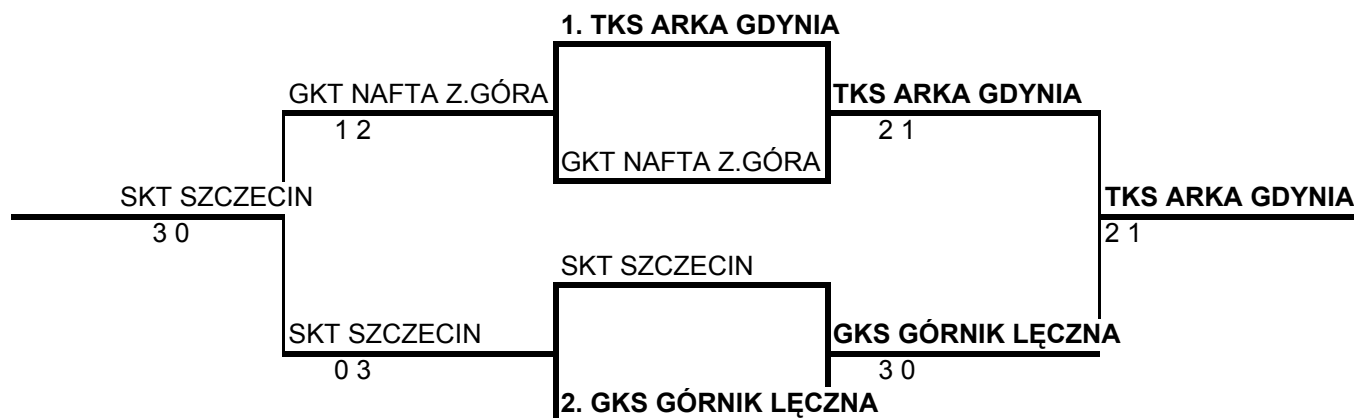 1. TKS ARKA GDYNIA
GKT NAFTA Z.GÓRA
TKS ARKA GDYNIA
1 2
2 1
GKT NAFTA Z.GÓRA
SKT SZCZECIN
TKS ARKA GDYNIA
3 0
2 1
SKT SZCZECIN
SKT SZCZECIN
GKS GÓRNIK LĘCZNA
0 3
3 0
2. GKS GÓRNIK LĘCZNA